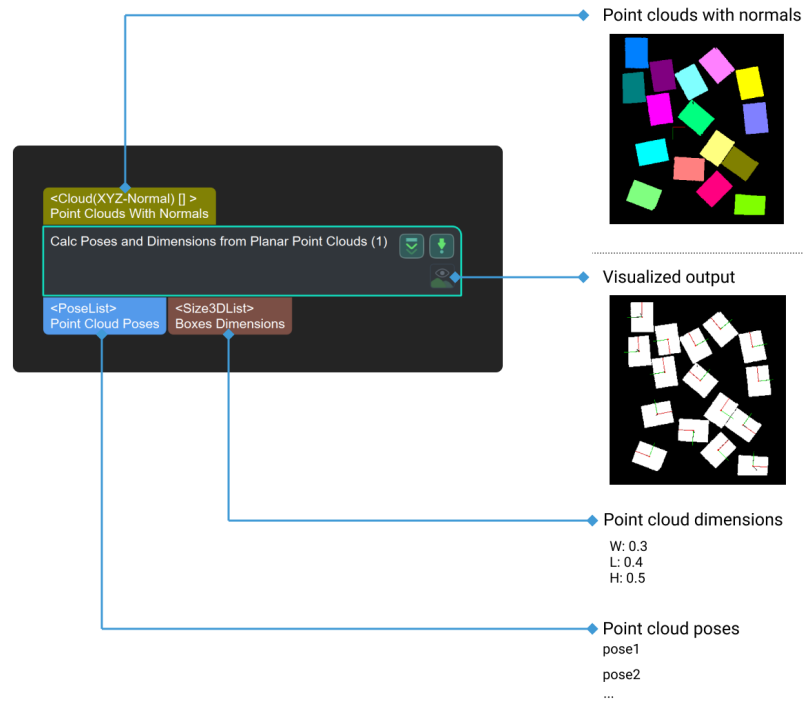 Point clouds with normals
<Cloud(XYZ-Normal) [] >
Point Clouds With Normals
Calc Poses and Dimensions from Planar Point Clouds (1)
<PoseList>
Point Cloud Poses
<Size3DList>
Boxes Dimensions
Visualized output
Point cloud dimensions
W: 0.3
L: 0.4
H: 0.5
Point cloud poses
pose1
pose2
...